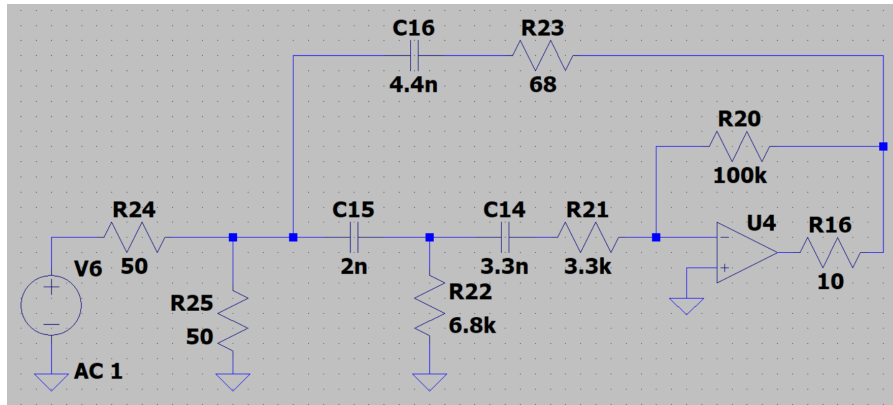 C16
R23
4.4n
68
R20
100k
R24
C15
C14
R21
U4
R16
V6
50
2n
3.3n
3.3k
10
R25
R22
50
6.8k
AC 1